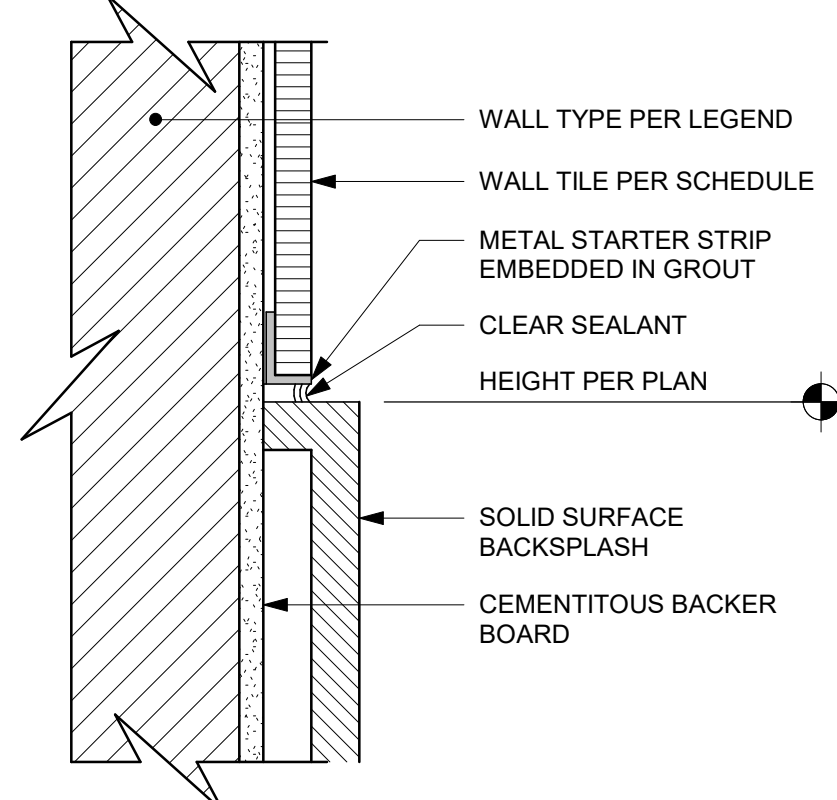 WALL TYPE PER LEGEND
WALL TILE PER SCHEDULE
METAL STARTER STRIP
EMBEDDED IN GROUT
CLEAR SEALANT
HEIGHT PER PLAN
SOLID SURFACE
BACKSPLASH
CEMENTITOUS BACKER
BOARD